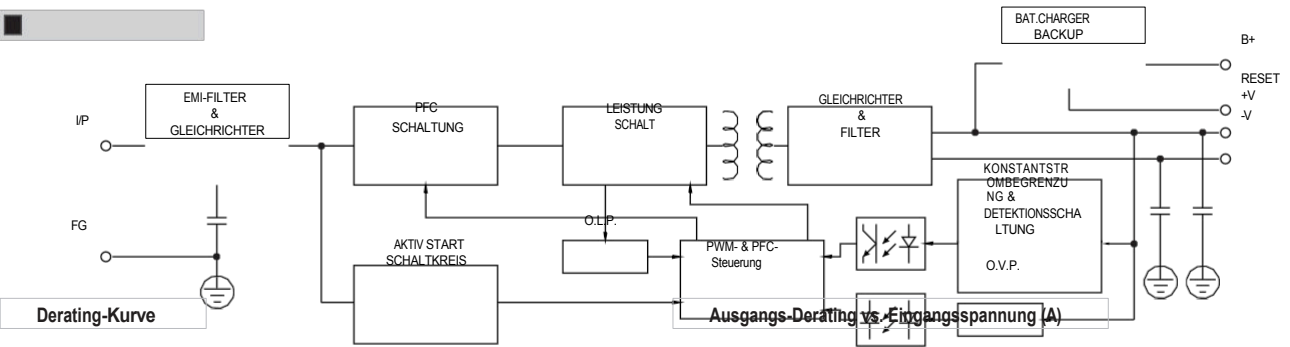 BAT.CHARGER
BACKUP
B+
RESET
+V
-V
EMI-FILTER
&
GLEICHRICHTER
I/P
PFC
SCHALTUNG
LEISTUNG
SCHALT
GLEICHRICHTER
&
FILTER
FG
O.L.P.
AKTIV START
SCHALTKREIS
PWM- & PFC-
Steuerung
KONSTANTSTR
OMBEGRENZU
NG &
DETEKTIONSSCHA
LTUNG
O.V.P.
Derating-Kurve
Ausgangs-Derating vs. Eingangsspannung (A)